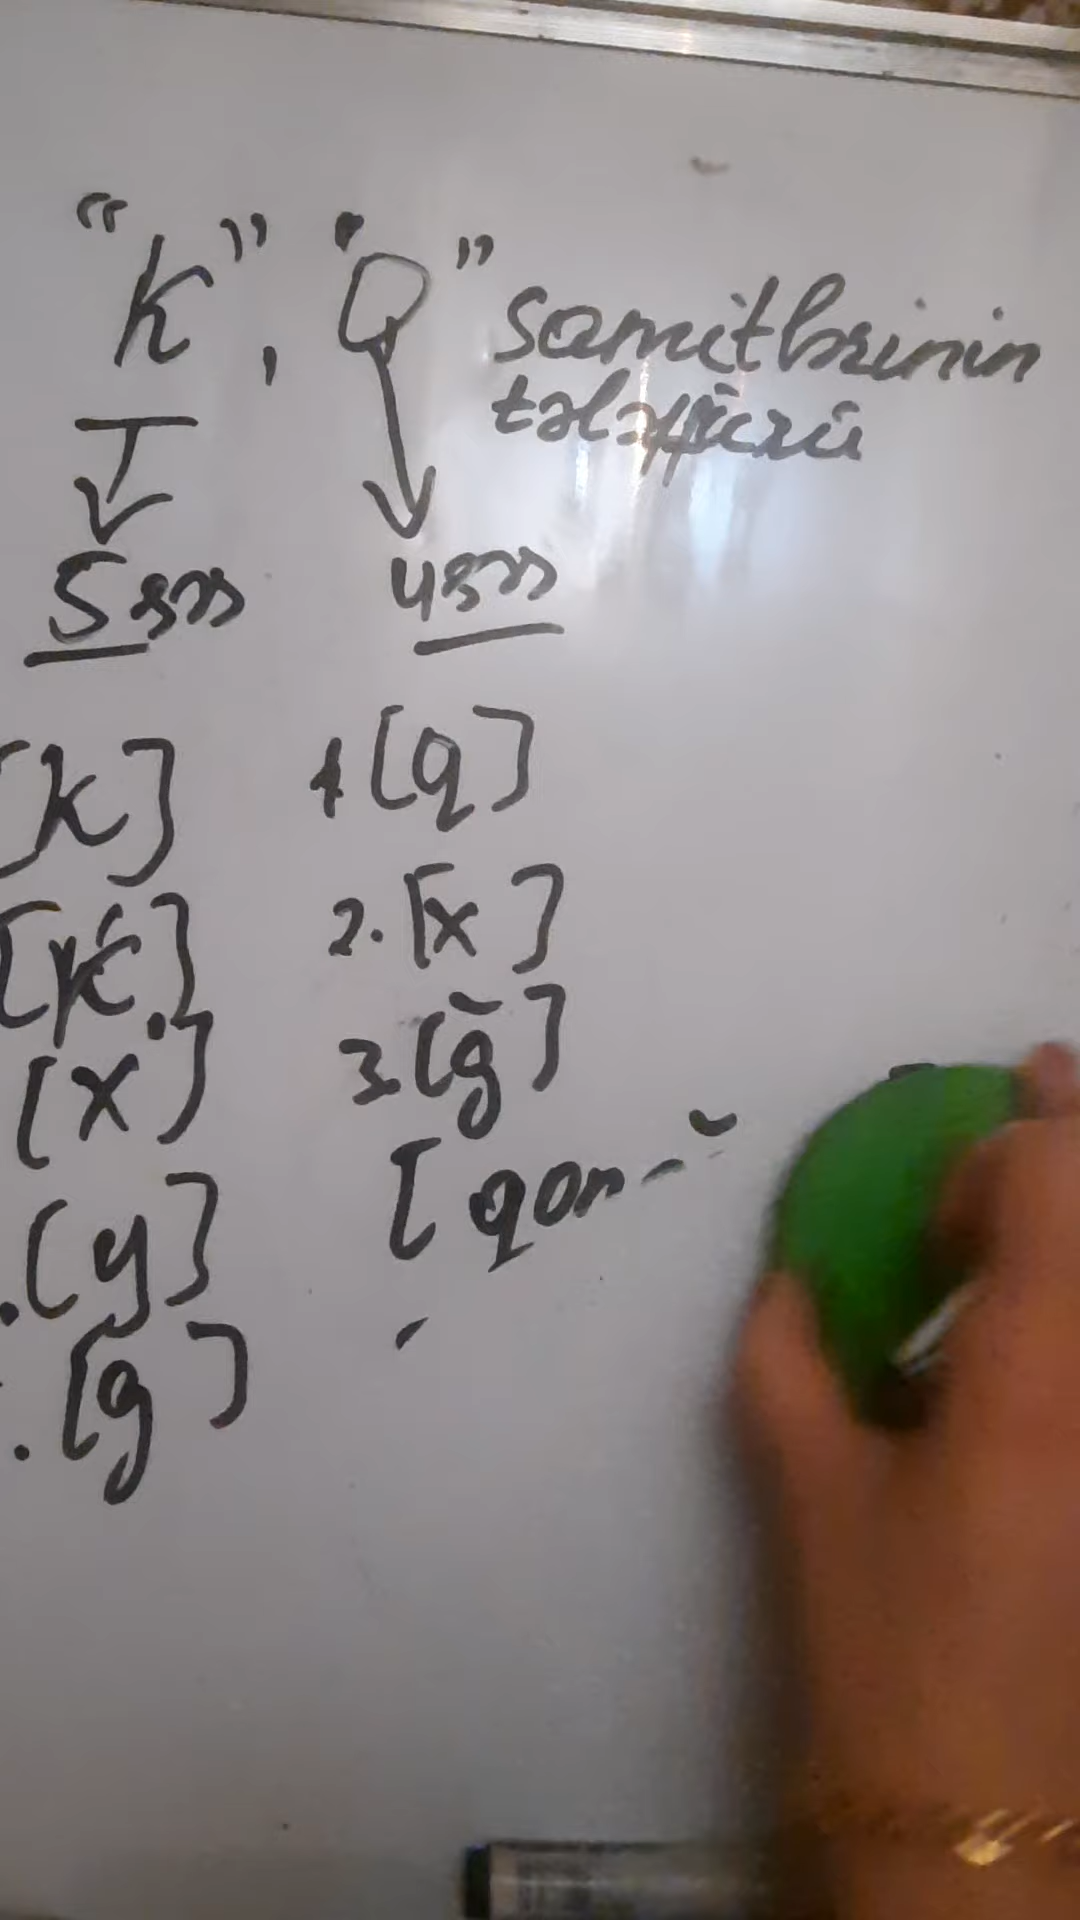 "K", "Q" samitlərinin
tələffüzü
5 səs
4 səs
[k]
[ḱ]
[x]
.[y]
.[g]
1.[q]
2.[x]
3.[ğ]
[qon